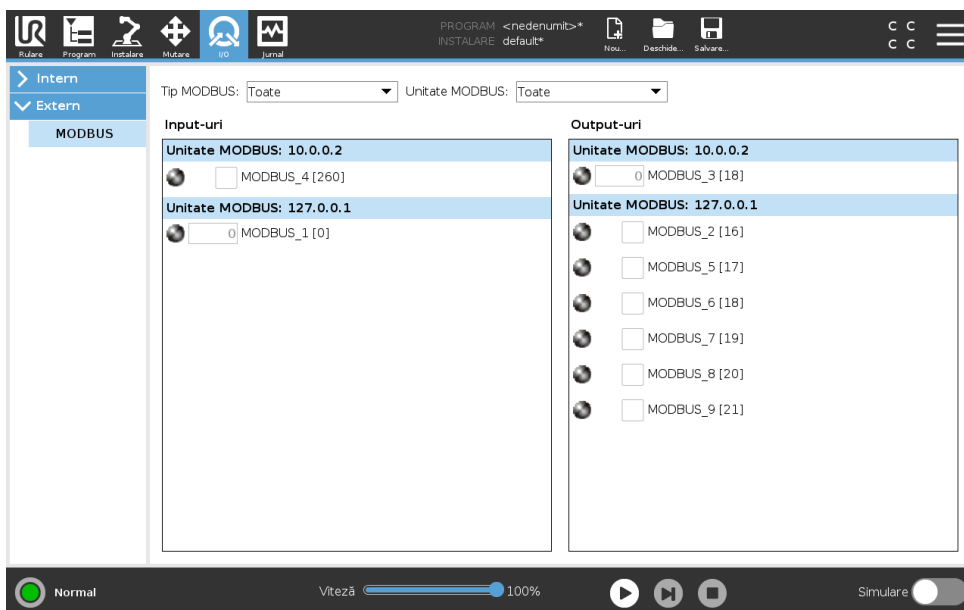 UR
Rulare
Program
Instalare
Mutare
I/O
Jurnal
PROGRAM <nedenumit>*
INSTALARE default*
Nou...
Deschide...
Salvare...
C C
C C
Intern
Extern
MODBUS
Tip MODBUS: Toate
Unitate MODBUS: Toate
Input-uri
Unitate MODBUS: 10.0.0.2
MODBUS_4 [260]
Unitate MODBUS: 127.0.0.1
0 MODBUS_1 [0]
Output-uri
Unitate MODBUS: 10.0.0.2
0 MODBUS_3 [18]
Unitate MODBUS: 127.0.0.1
MODBUS_2 [16]
MODBUS_5 [17]
MODBUS_6 [18]
MODBUS_7 [19]
MODBUS_8 [20]
MODBUS_9 [21]
Normal
Viteză 100%
Simulare